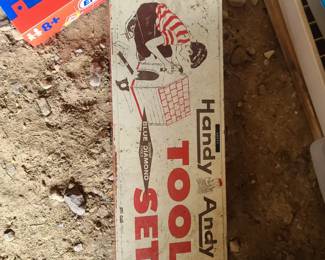 8+
Handy Andy
TOOL
SET
BLUE DIAMOND